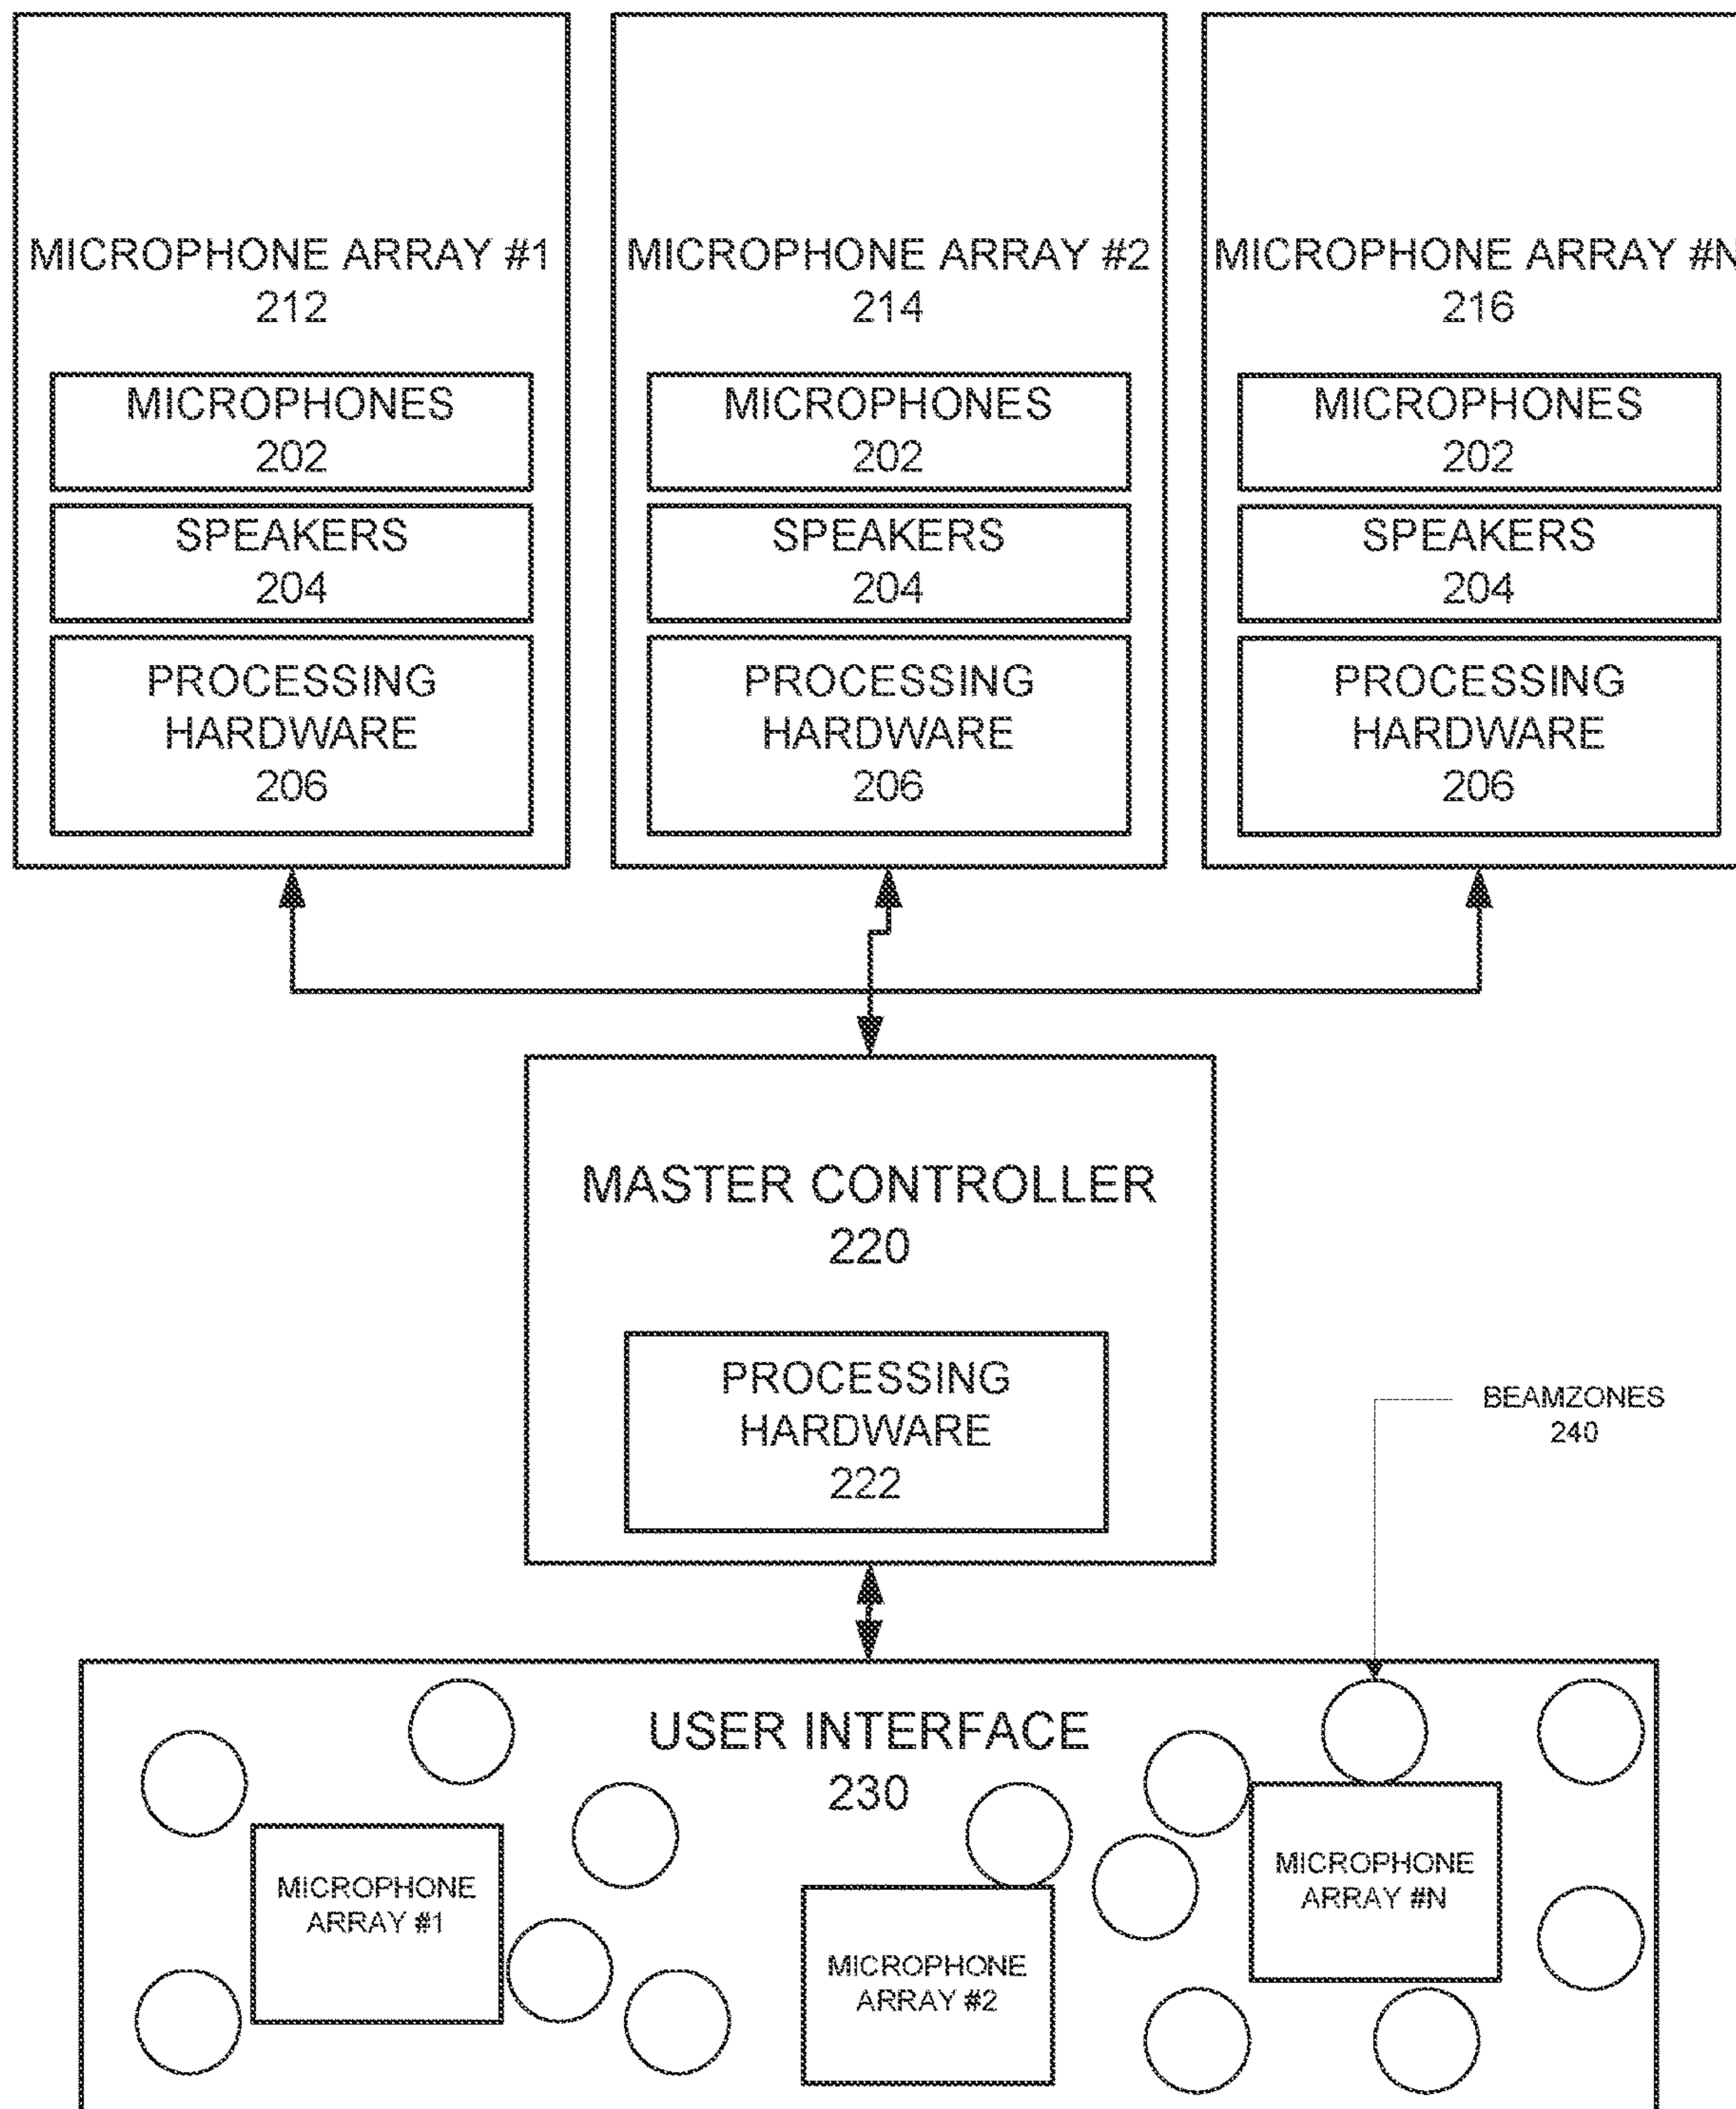 MICROPHONE ARRAY #1
212
MICROPHONES
202
SPEAKERS
204
PROCESSING
HARDWARE
206
MICROPHONE ARRAY #2
214
MICROPHONES
202
SPEAKERS
204
PROCESSING
HARDWARE
206
MICROPHONE ARRAY #N
216
MICROPHONES
202
SPEAKERS
204
PROCESSING
HARDWARE
206
MASTER CONTROLLER
220
PROCESSING
HARDWARE
222
BEAMZONES
240
USER INTERFACE
230
MICROPHONE
ARRAY #1
MICROPHONE
ARRAY #2
MICROPHONE
ARRAY #N